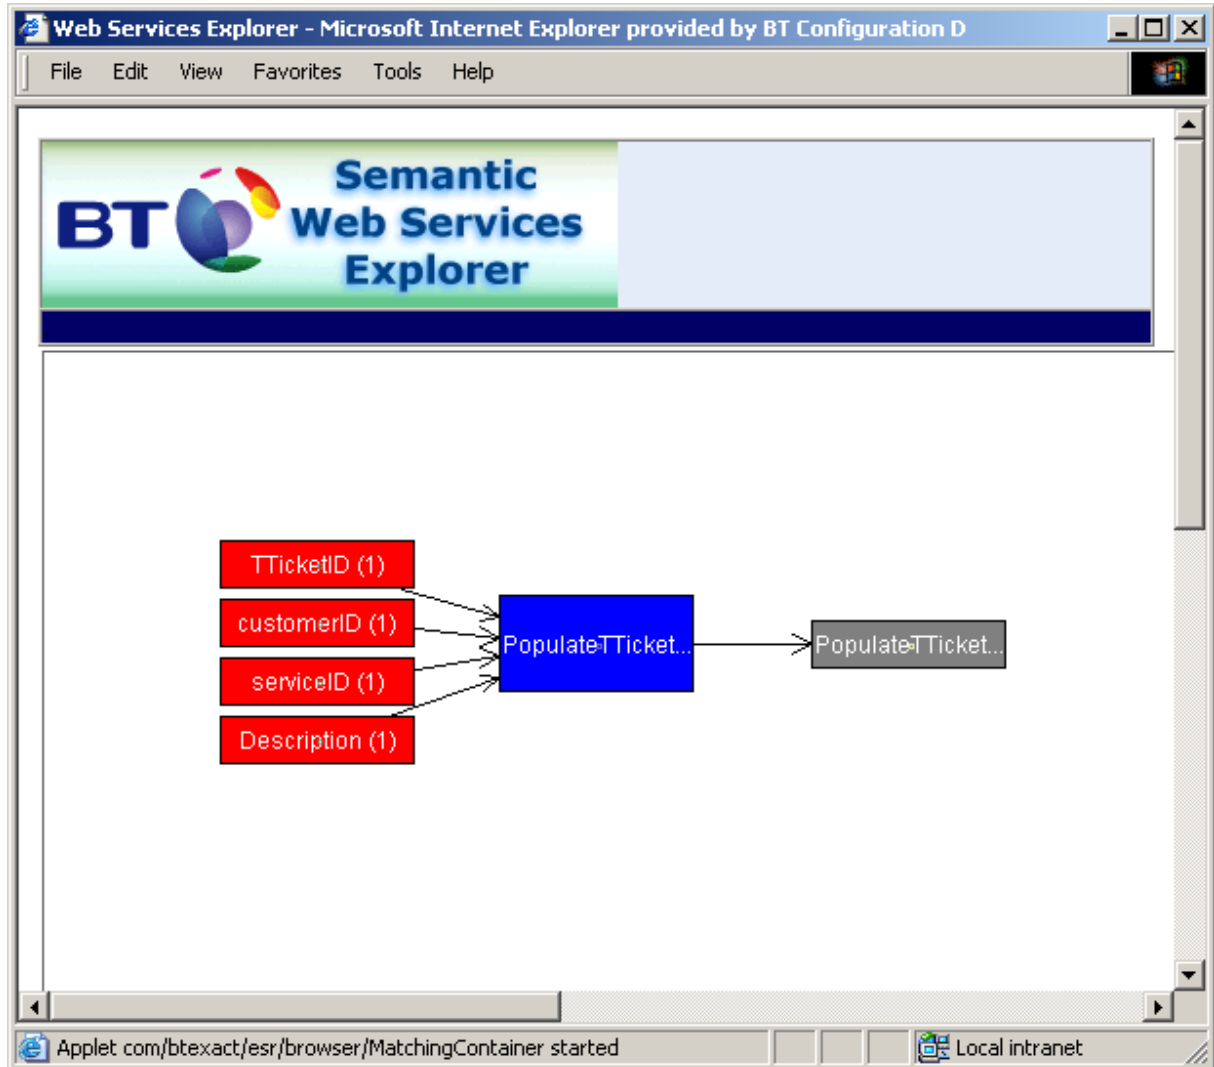 Web Services Explorer - Microsoft Internet Explorer provided by BT Configuration D
File Edit View Favorites Tools Help
BT
Semantic
Web Services
Explorer
TTicketID (1)
customerID (1)
serviceID (1)
Description (1)
PopulateTTicket...
PopulateTTicket...
Applet com/btexact/esr/browser/MatchingContainer started
Local intranet